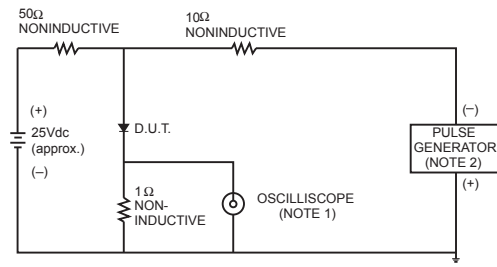 50Ω
NONINDUCTIVE
10Ω
NONINDUCTIVE
(+)
25Vdc
(approx.)
(–)
D.U.T.
1Ω
NON-
INDUCTIVE
OSCILLISCOPE
(NOTE 1)
(–)
PULSE
GENERATOR
(NOTE 2)
(+)